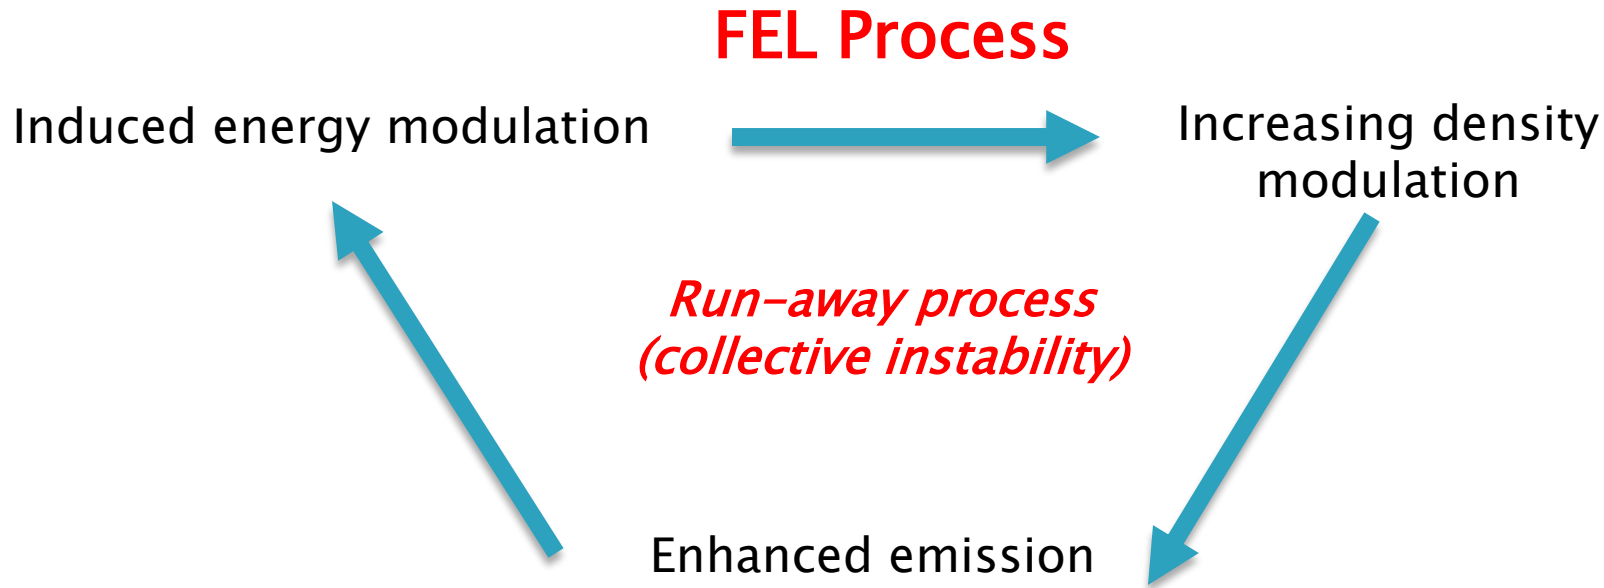 FEL Process
Induced energy modulation
Increasing density
modulation
Run-away process
(collective instability)
Enhanced emission